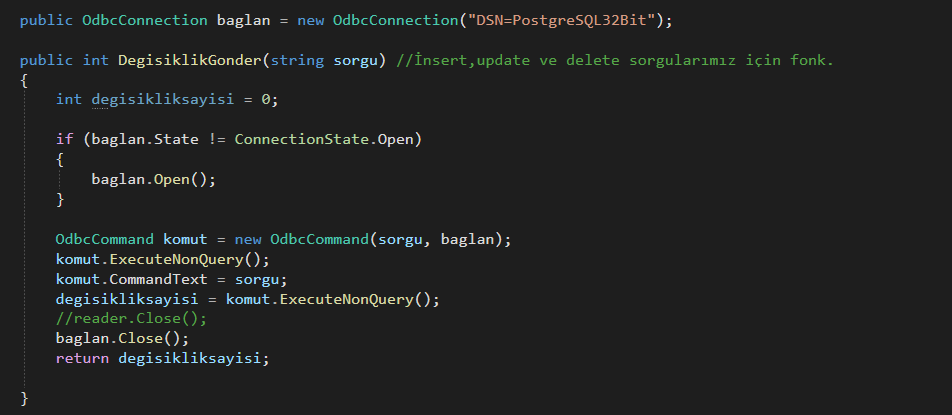 public OdbcConnection baglan = new OdbcConnection("DSN=PostgreSQL32Bit");
public int DegisiklikGonder(string sorgu) //İnsert,update ve delete sorgularımız için fonk.
{
int degisikliksayisi = 0;
if (baglan.State != ConnectionState.Open)
{
baglan.Open();
}
OdbcCommand komut = new OdbcCommand(sorgu, baglan);
komut.ExecuteNonQuery();
komut.CommandText = sorgu;
degisikliksayisi = komut.ExecuteNonQuery();
//reader.Close();
baglan.Close();
return degisikliksayisi;
}